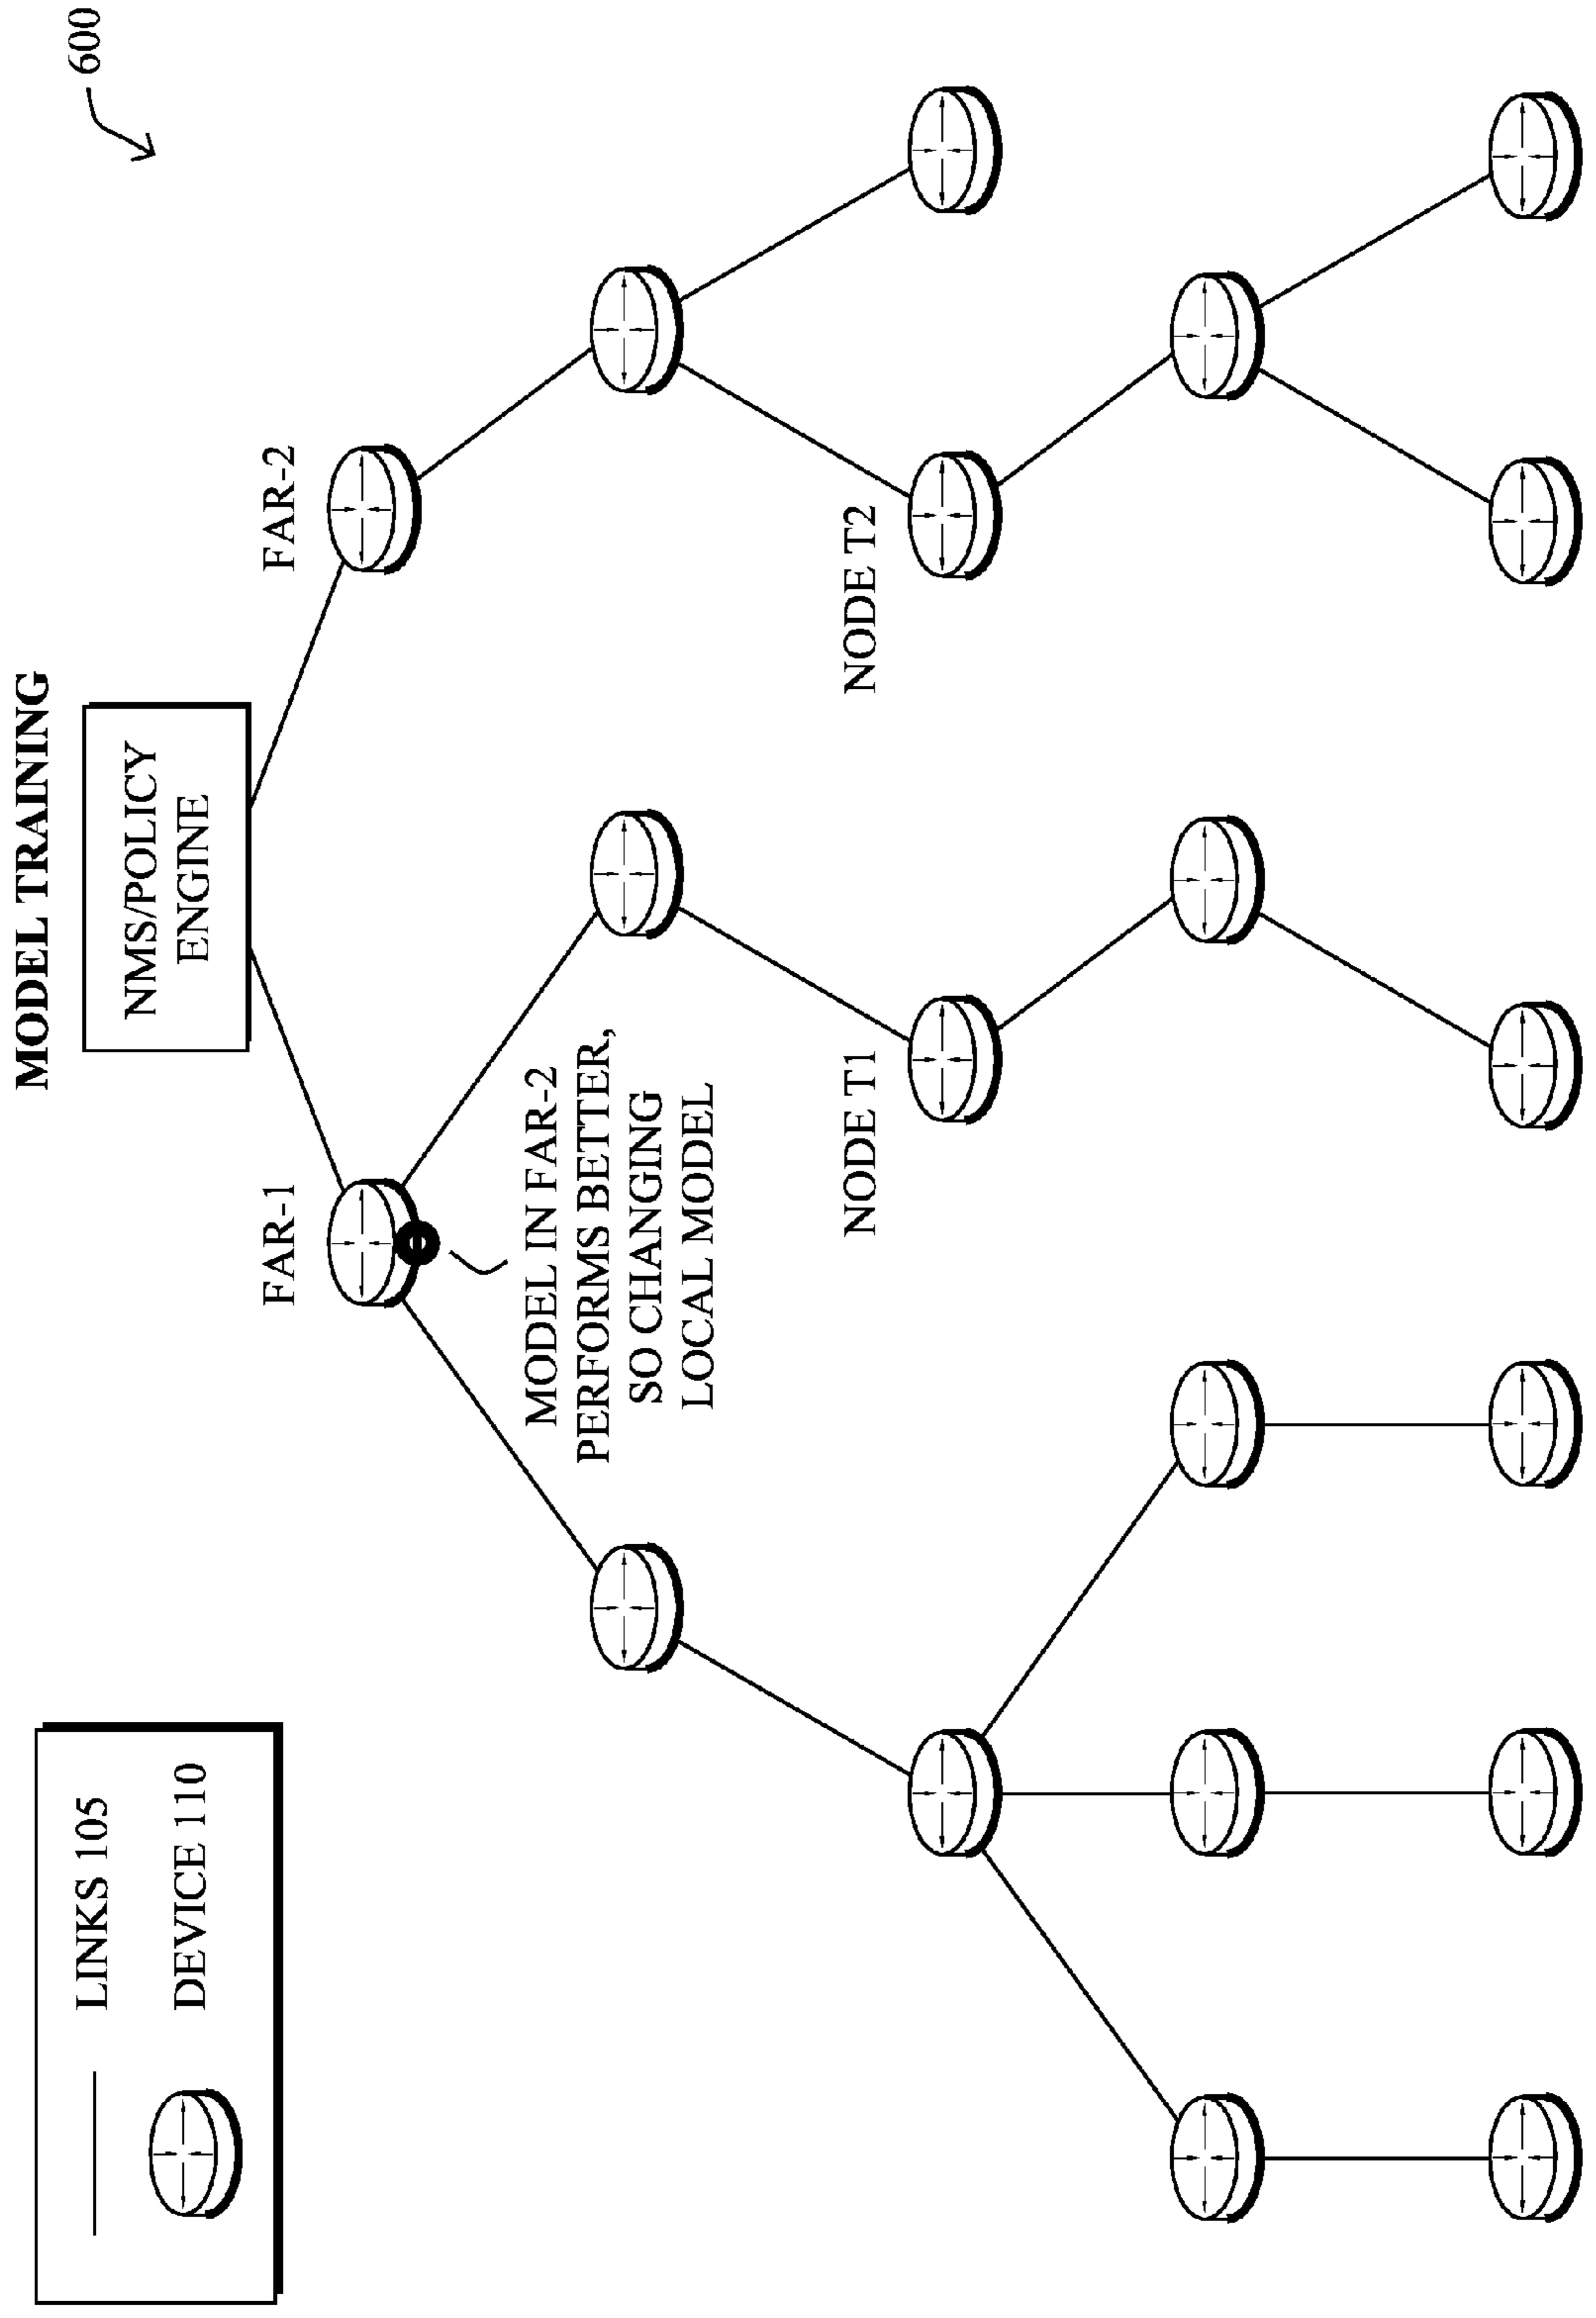 LINKS 105
DEVICE 110
MODEL TRAINING
600
NMS/POLICY
ENGINE
FAR-1
FAR-2
MODEL IN FAR-2
PERFORMS BETTER,
SO CHANGING
LOCAL MODEL
NODE T1
NODE T2